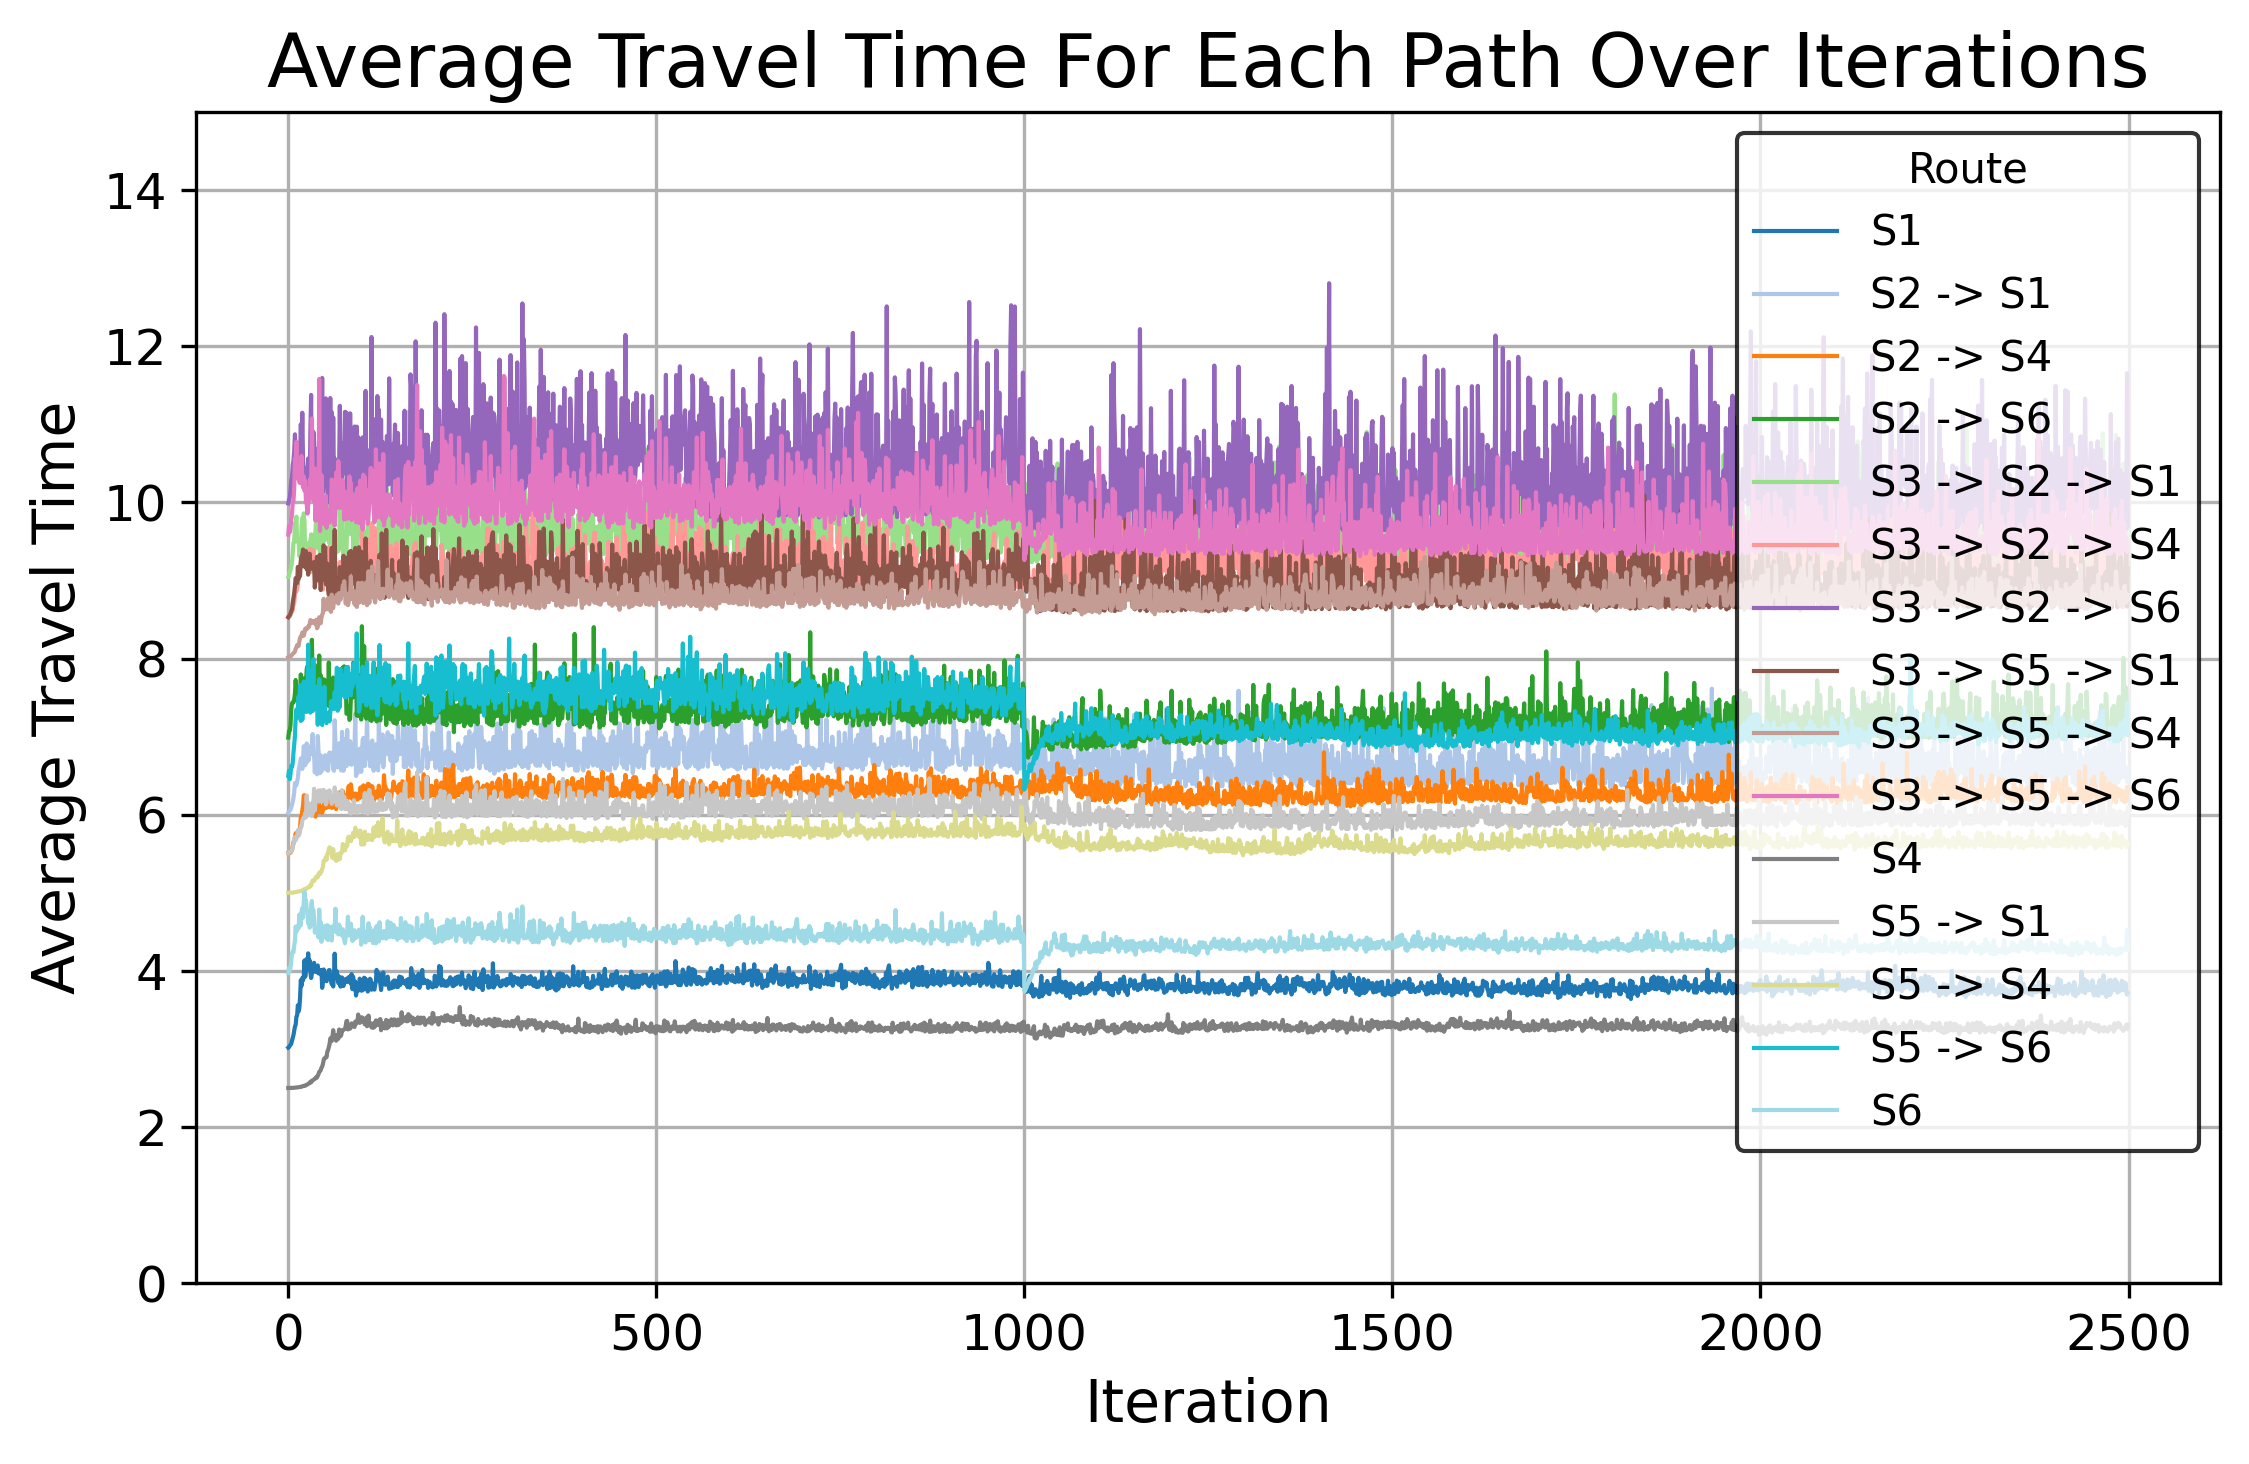 Average Travel Time For Each Path Over Iterations
Average Travel Time
14
12
10
8
6
4
2
0
0 500 1000 1500 2000 2500
Iteration
Route
S1
S2 -> S1
S2 -> S4
S2 -> S6
S3 -> S2 -> S1
S3 -> S2 -> S4
S3 -> S2 -> S6
S3 -> S5 -> S1
S3 -> S5 -> S4
S3 -> S5 -> S6
S4
S5 -> S1
S5 -> S4
S5 -> S6
S6